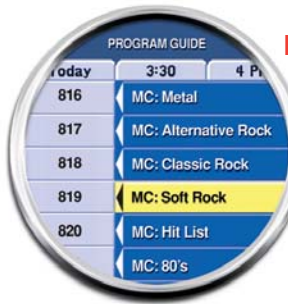 PROGRAM GUIDE
Today 3:30 4 P
816 MC: Metal
817 MC: Alternative Rock
818 MC: Classic Rock
819 MC: Soft Rock
820 MC: Hit List
MC: 80's